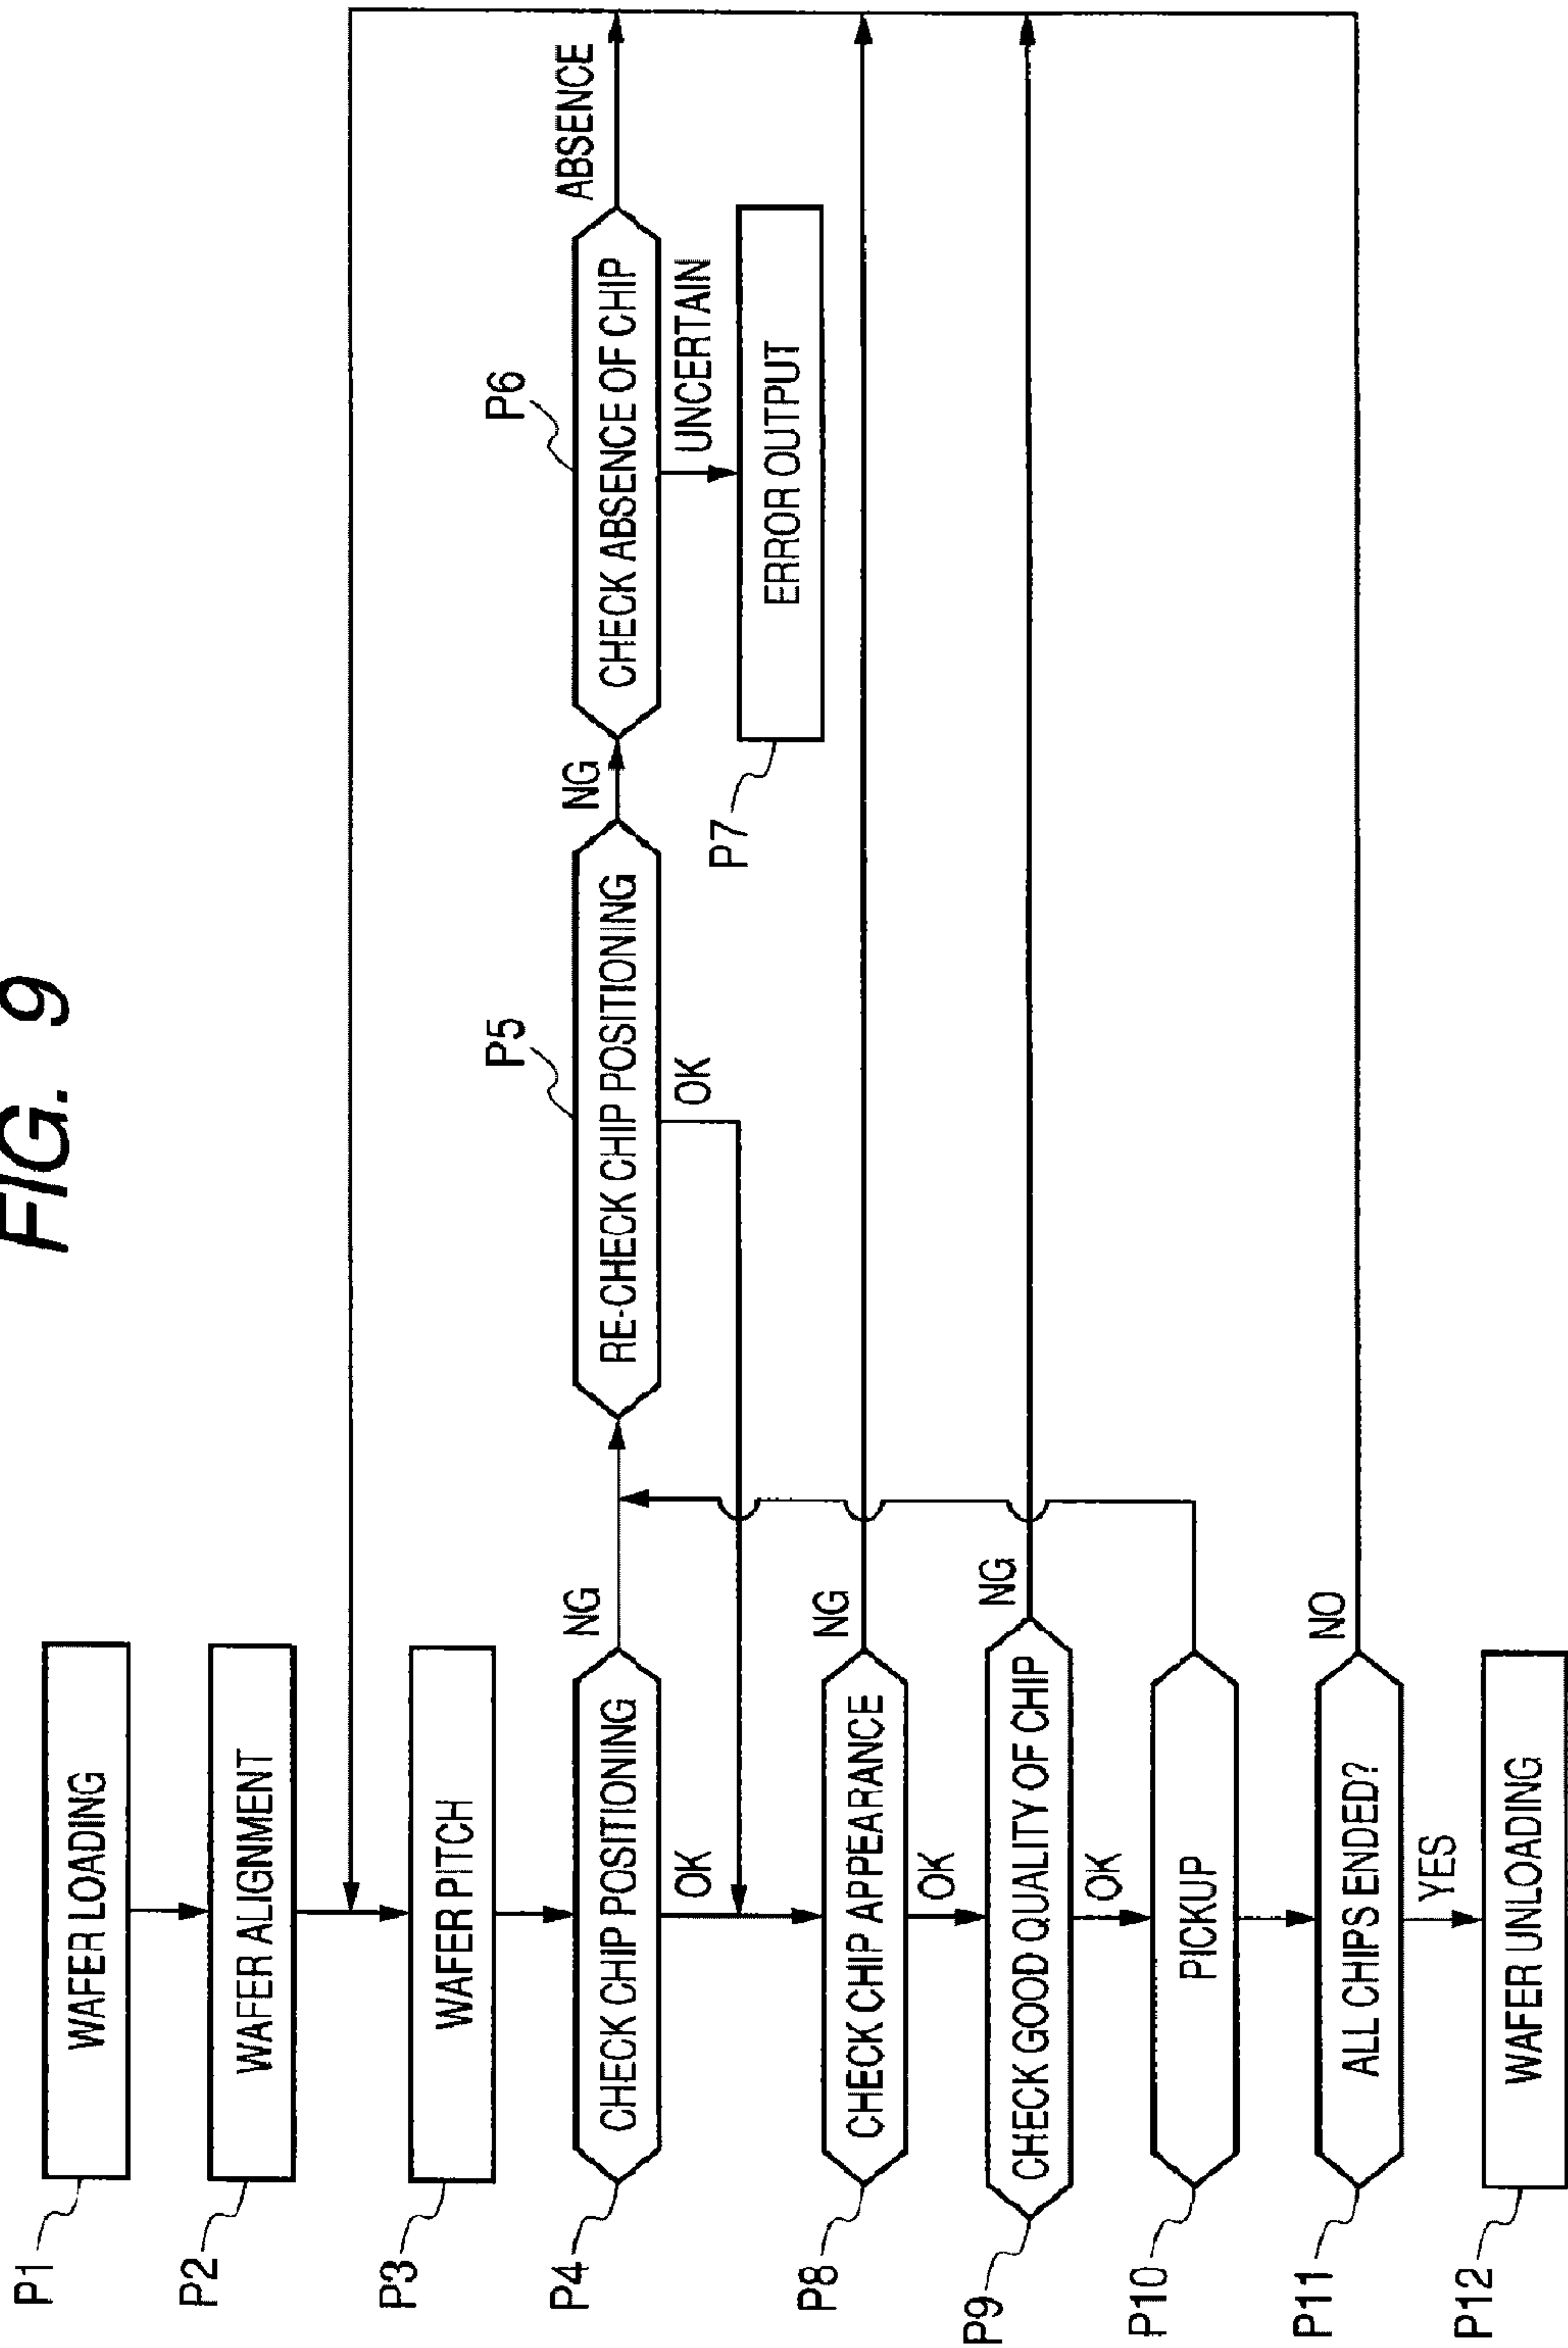 FIG. 9
P1
WAFER LOADING
P2
WAFER ALIGNMENT
P3
WAFER PITCH
P4
CHECK CHIP POSITIONING
NG
OK
P5
RE-CHECK CHIP POSITIONING
NG
OK
P6
CHECK ABSENCE OF CHIP
ABSENCE
UNCERTAIN
P7
ERROR OUTPUT
P8
CHECK CHIP APPEARANCE
NG
OK
P9
CHECK GOOD QUALITY OF CHIP
NG
OK
P10
PICKUP
P11
ALL CHIPS ENDED?
NO
YES
P12
WAFER UNLOADING